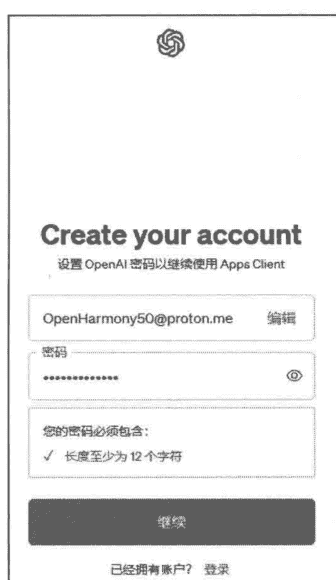 Create your account
设置 OpenAI 密码以继续使用 Apps Client
OpenHarmony50@proton.me 编辑
密码
•••••••••••••
您的密码必须包含：
✓ 长度至少为 12 个字符
继续
已经拥有账户? 登录